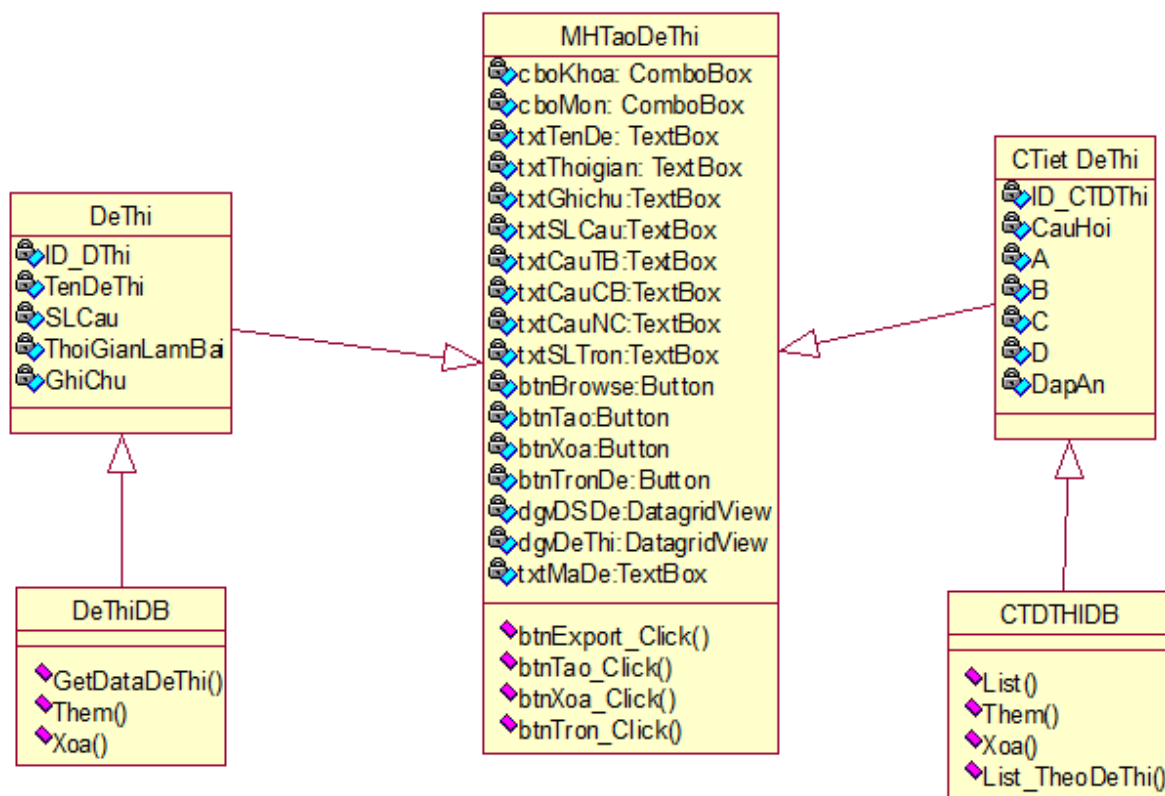 MHTaoDeThi
cboKhoa: ComboBox
cboMon: ComboBox
txtTenDe: TextBox
txtThoigian: TextBox
txtGhichu:TextBox
txtSLCau:TextBox
txtCauTB:TextBox
txtCauCB:TextBox
txtCauNC:TextBox
txtSLTron:TextBox
btnBrowse:Button
btnTao:Button
btnXoa:Button
btnTronDe:Button
dgvDSDe:DatagridView
dgvDeThi:DatagridView
txtMaDe:TextBox
btnExport_Click()
btnTao_Click()
btnXoa_Click()
btnTron_Click()
DeThi
ID_DThi
TenDeThi
SLCau
ThoiGianLamBai
GhiChu
DeThiDB
GetDataDeThi()
Them()
Xoa()
CTiet DeThi
ID_CTDThi
CauHoi
A
B
C
D
DapAn
CTDTHIDB
List()
Them()
Xoa()
List_TheoDeThi()